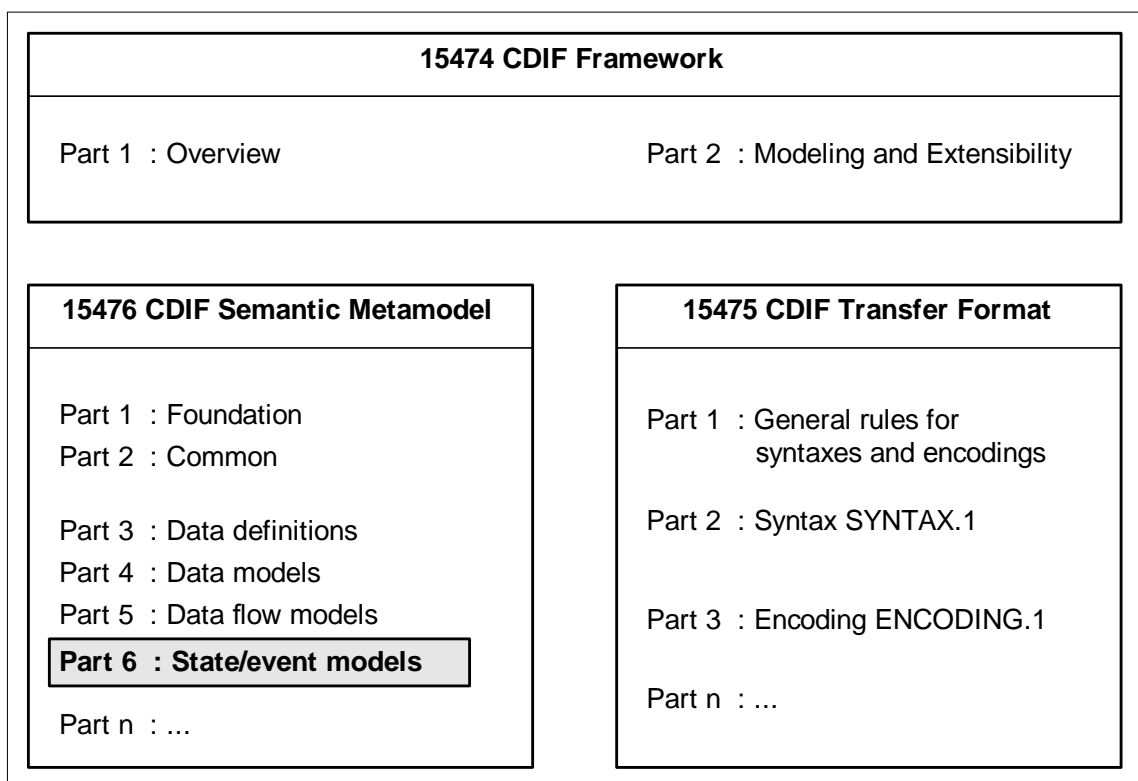 15474 CDIF Framework
Part 1 : Overview
Part 2 : Modeling and Extensibility
15476 CDIF Semantic Metamodel
Part 1 : Foundation
Part 2 : Common
Part 3 : Data definitions
Part 4 : Data models
Part 5 : Data flow models
Part 6 : State/event models
Part n : ...
15475 CDIF Transfer Format
Part 1 : General rules for
syntaxes and encodings
Part 2 : Syntax SYNTAX.1
Part 3 : Encoding ENCODING.1
Part n : ...